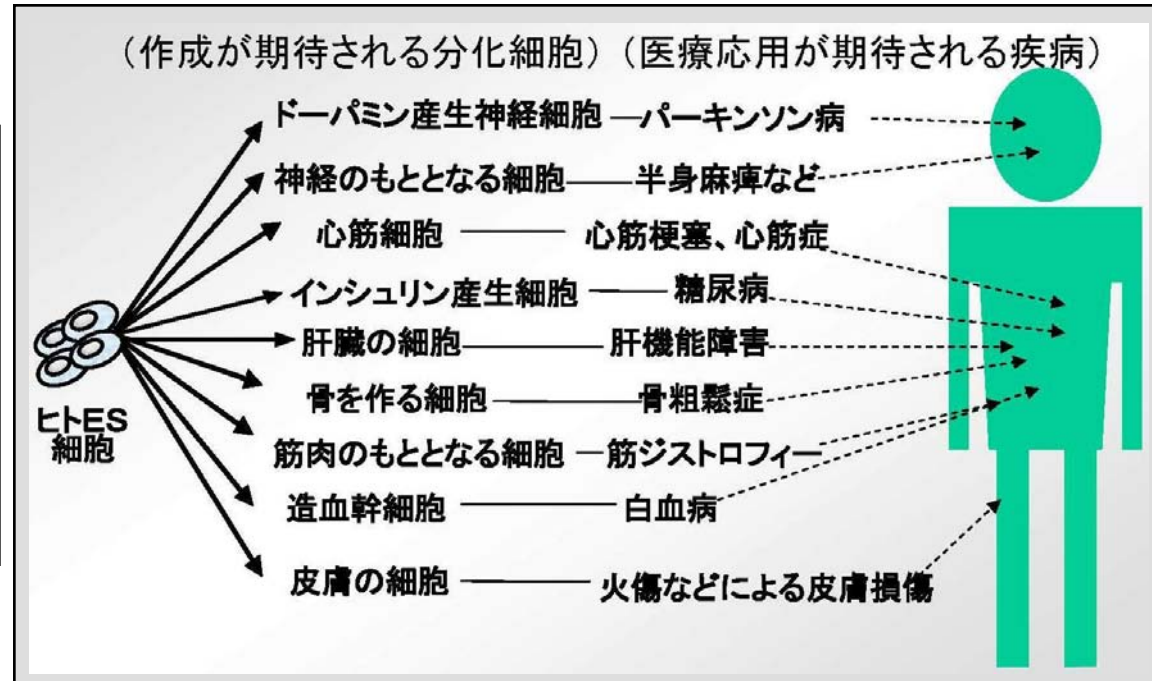 (作成が期待される分化細胞)(医療応用が期待される疾病)
ドーパミン産生神経細胞 パーキンソン病
神経のもととなる細胞 半身麻痺など
心筋細胞 心筋梗塞、心筋症
インシュリン産生細胞 糖尿病
肝臓の細胞 肝機能障害
骨を作る細胞 骨粗鬆症
筋肉のもととなる細胞 筋ジストロフィー
造血幹細胞 白血病
皮膚の細胞 火傷などによる皮膚損傷
ヒトES
細胞